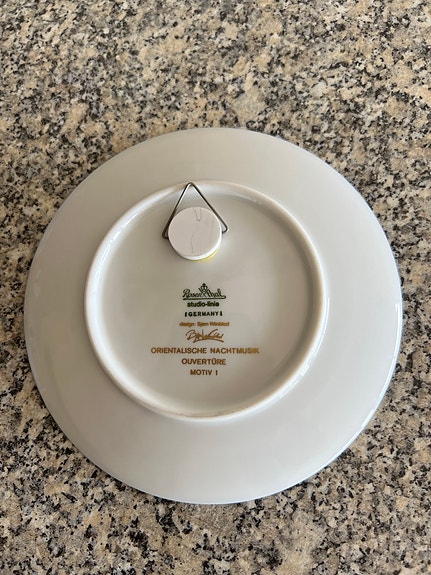 Rosenthal
studio-linie
GERMANY
design: Bjørn Wiinblad
ORIENTALISCHE NACHTMUSIK
OUVERTÜRE
MOTIV 1